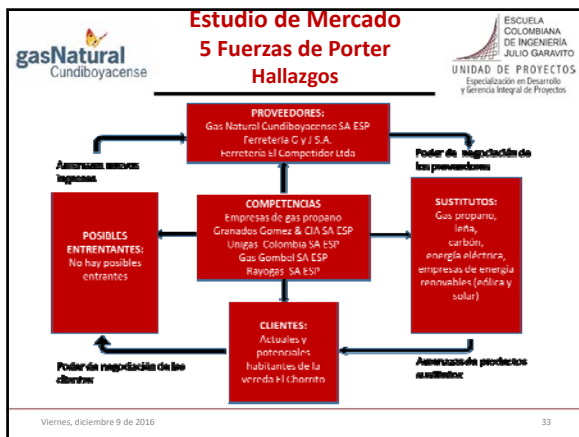 Estudio de Mercado
5 Fuerzas de Porter
Hallazgos
gasNatural
Cundiboyacense
ESCUELA
COLOMBIANA
DE INGENIERÍA
JULIO GARAVITO
UNIDAD DE PROYECTOS
Especialización en Desarrollo
y Gerencia Integral de Proyectos
PROVEEDORES:
Gas Natural Cundiboyacense SA ESP
Ferretería G y J S.A.
Ferretería El Competidor Ltda
Amenazas nuevos
ingresos
Poder de negociación de
los proveedores
POSIBLES
ENTRENTANTES:
No hay posibles
entrantes
COMPETENCIAS
Empresas de gas propano
Granados Gomez & CIA SA ESP
Unigas Colombia SA ESP
Gas Gombel SA ESP
Rayogas SA ESP
SUSTITUTOS:
Gas propano,
leña,
carbón,
energía eléctrica,
empresas de energía
renovables (eólica y
solar)
CLIENTES:
Actuales y
potenciales
habitantes de la
vereda El Chorrito
Poder de negociación de los
clientes
Amenazas de productos
sustitutos
Viernes, diciembre 9 de 2016
33